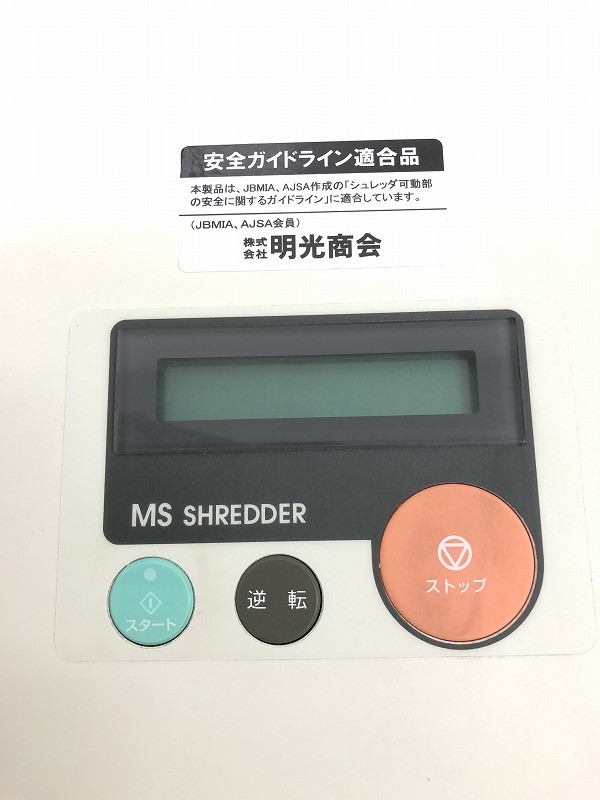 安全ガイドライン適合品
本製品は、JBMIA、AJSA作成の「シュレッダ可動部
の安全に関するガイドライン」に適合しています。
（JBMIA、AJSA会員）
株式会社 明光商会
MS SHREDDER
スタート
逆転
ストップ